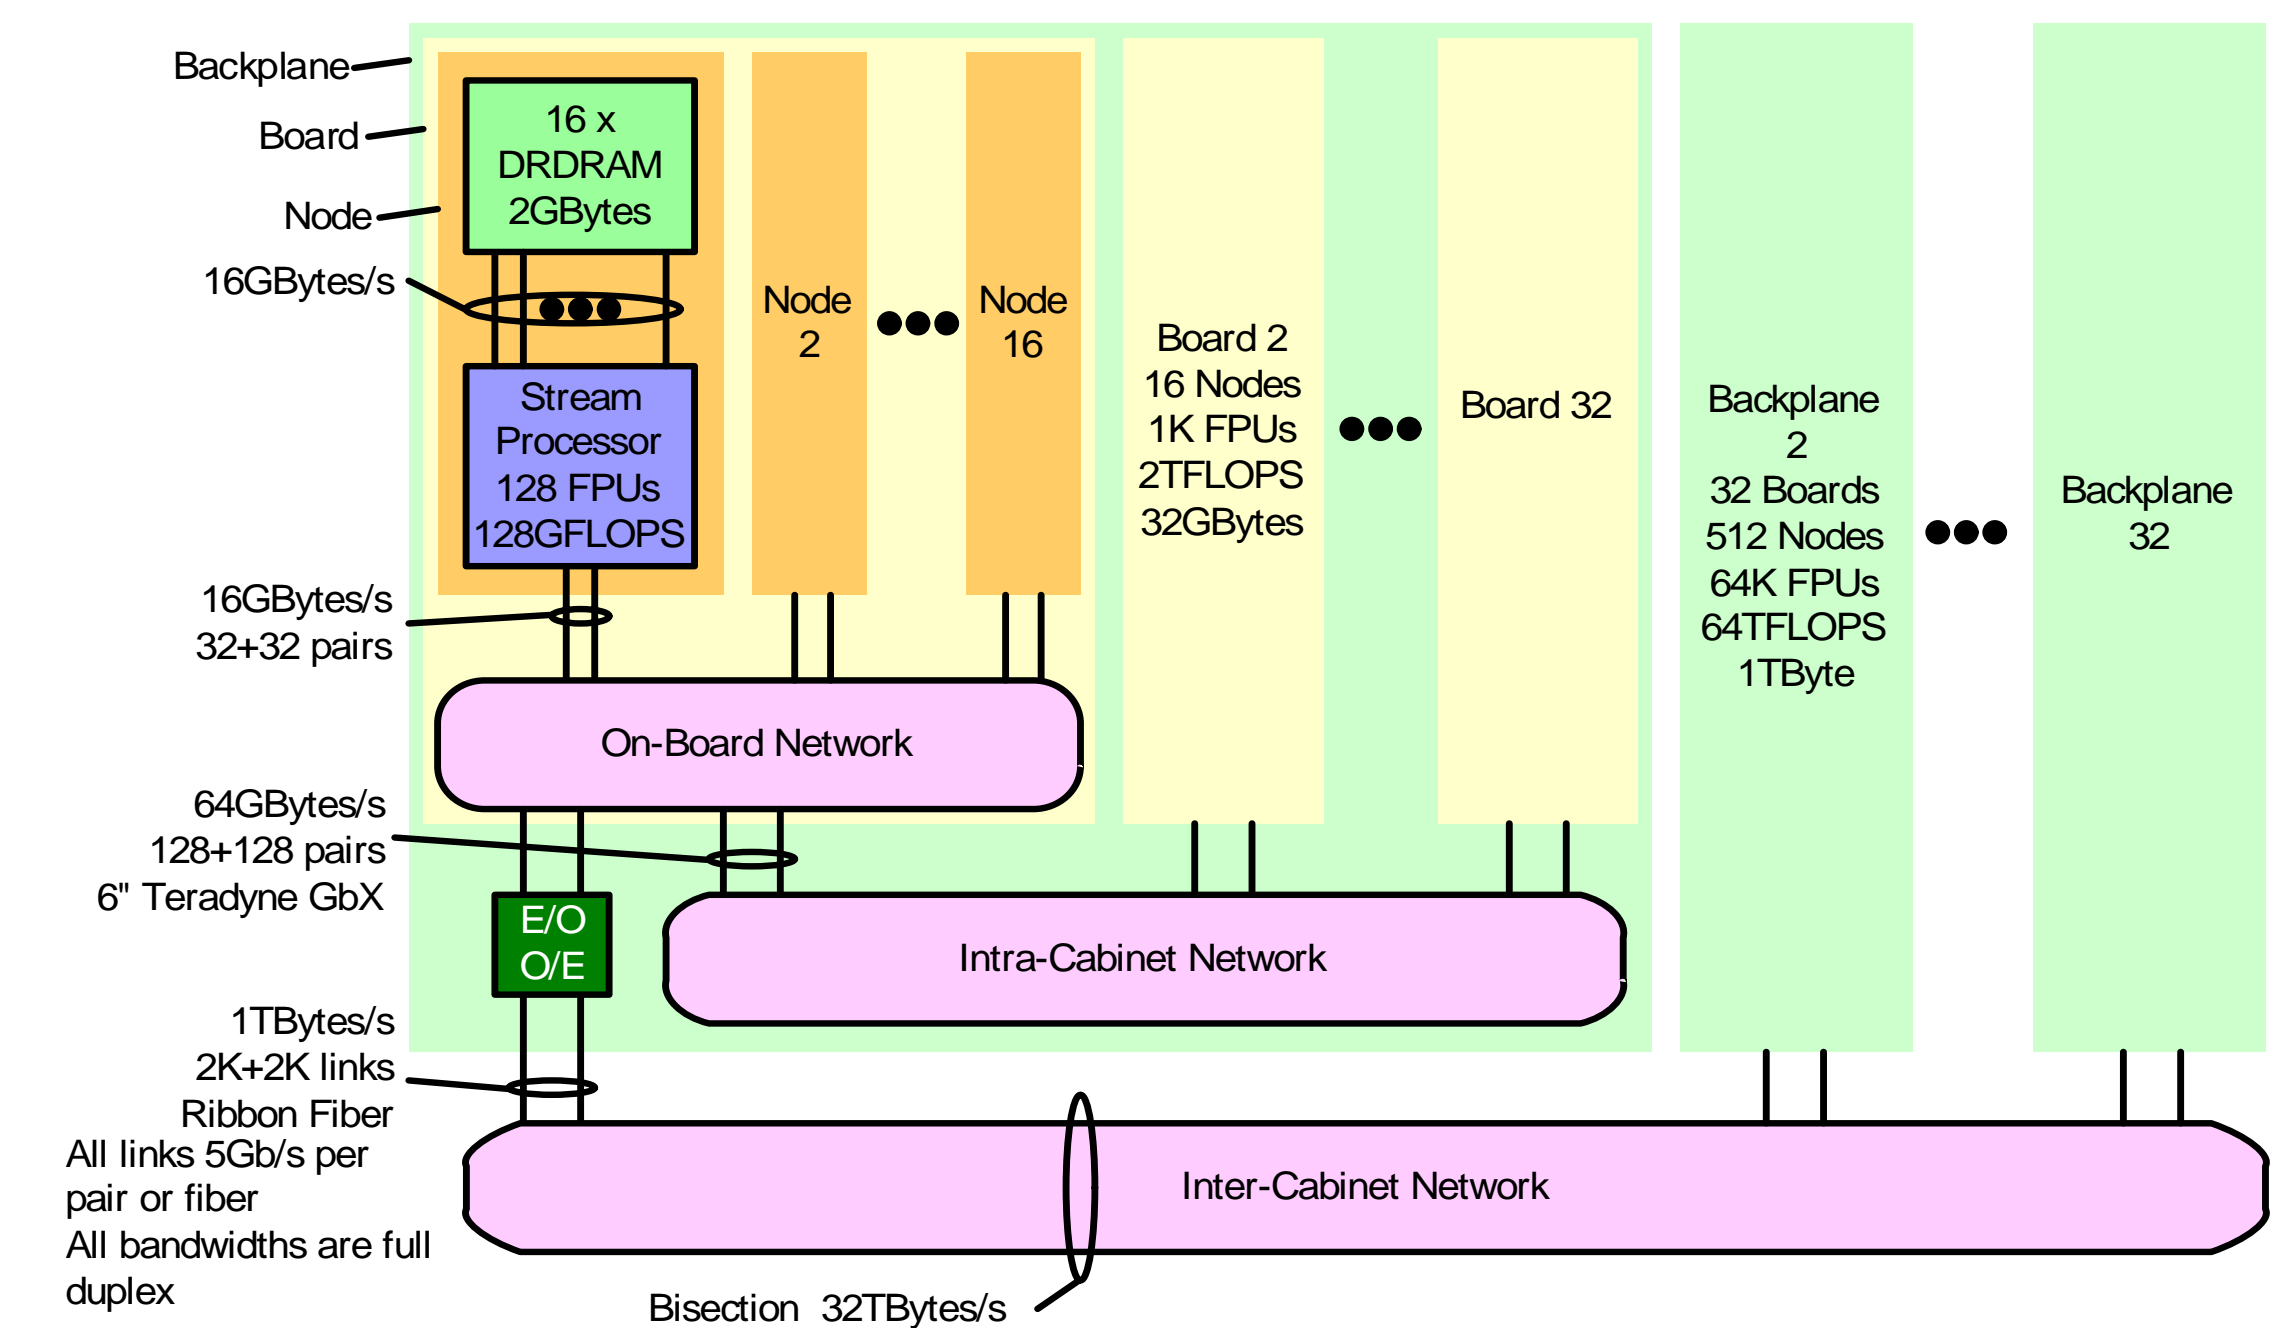 Backplane
Board
Node
16GBytes/s
16GBytes/s
32+32 pairs
64GBytes/s
128+128 pairs
6" Teradyne GbX
1TBytes/s
2K+2K links
Ribbon Fiber
All links 5Gb/s per
pair or fiber
All bandwidths are full
duplex
16 x
DRDRAM
2GBytes
Stream
Processor
128 FPUs
128GFLOPS
Node
2
Node
16
On-Board Network
E/O
O/E
Board 2
16 Nodes
1K FPUs
2TFLOPS
32GBytes
Board 32
Intra-Cabinet Network
Backplane
2
32 Boards
512 Nodes
64K FPUs
64TFLOPS
1TByte
Backplane
32
Inter-Cabinet Network
Bisection 32TBytes/s